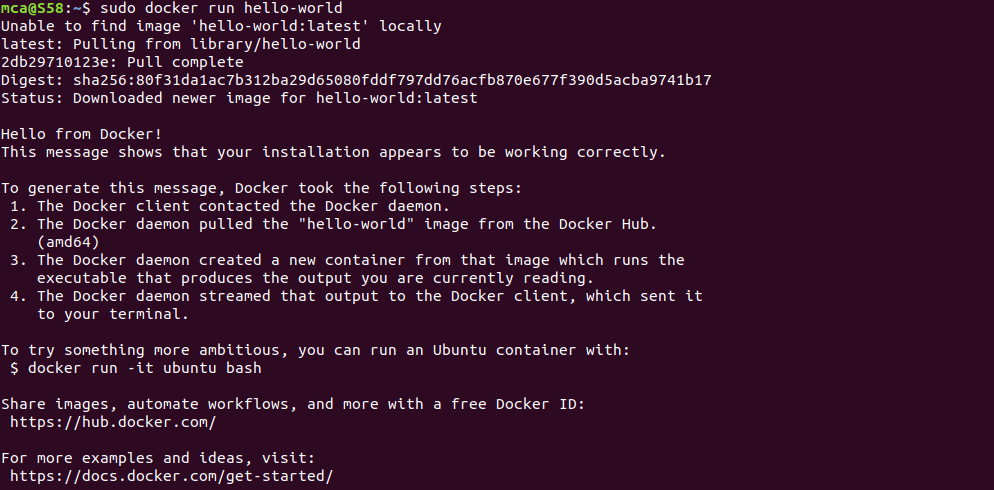 mca@S58:~$ sudo docker run hello-world
Unable to find image 'hello-world:latest' locally
latest: Pulling from library/hello-world
2db29710123e: Pull complete
Digest: sha256:80f31da1ac7b312ba29d65080fddf797dd76acfb870e677f390d5acba9741b17
Status: Downloaded newer image for hello-world:latest

Hello from Docker!
This message shows that your installation appears to be working correctly.

To generate this message, Docker took the following steps:
 1. The Docker client contacted the Docker daemon.
 2. The Docker daemon pulled the "hello-world" image from the Docker Hub.
    (amd64)
 3. The Docker daemon created a new container from that image which runs the
    executable that produces the output you are currently reading.
 4. The Docker daemon streamed that output to the Docker client, which sent it
    to your terminal.

To try something more ambitious, you can run an Ubuntu container with:
 $ docker run -it ubuntu bash

Share images, automate workflows, and more with a free Docker ID:
 https://hub.docker.com/

For more examples and ideas, visit:
 https://docs.docker.com/get-started/